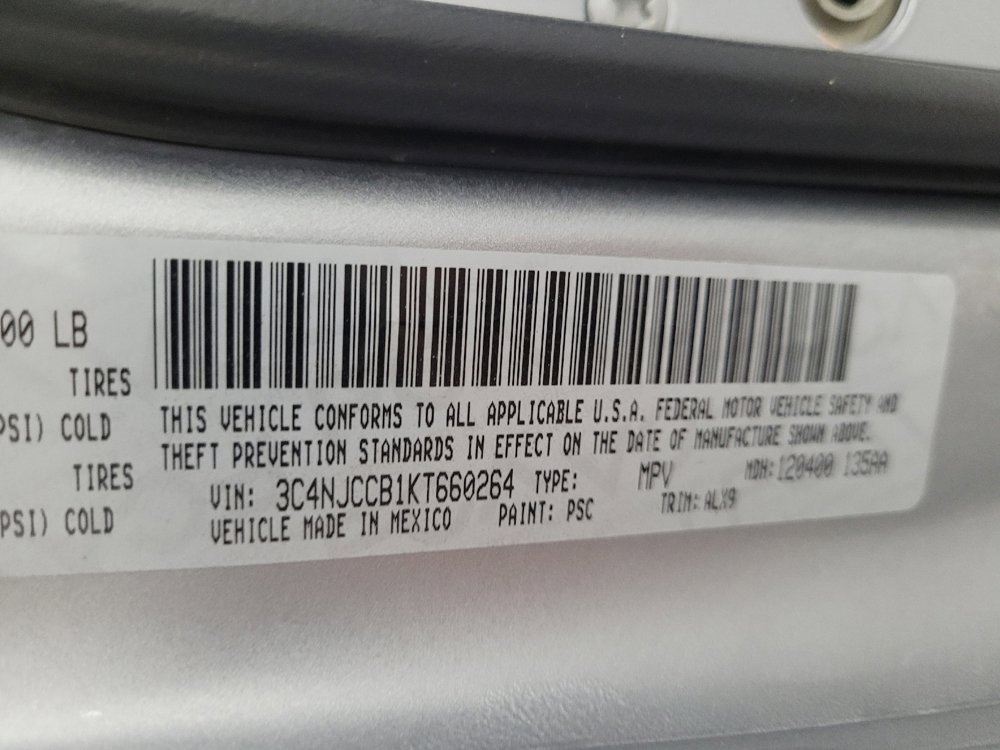 00 LB
TIRES
PSI) COLD
TIRES
PSI) COLD
THIS VEHICLE CONFORMS TO ALL APPLICABLE U.S.A. FEDERAL MOTOR VEHICLE SAFETY AND
THEFT PREVENTION STANDARDS IN EFFECT ON THE DATE OF MANUFACTURE SHOWN ABOVE.
VIN: 3C4NJCCB1KT660264 TYPE: MPV MDH:120400 135AA
VEHICLE MADE IN MEXICO PAINT: PSC TRIM: ALX9